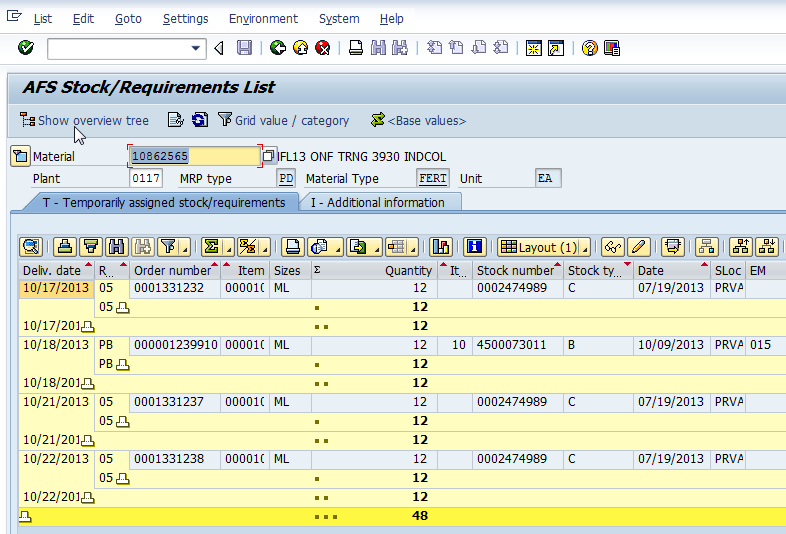 List Edit Goto Settings Environment System Help
AFS Stock/Requirements List
Show overview tree Grid value / category <Base values>
Material 10862565 IFL13 ONF TRNG 3930 INDCOL
Plant 0117 MRP type PD Material Type FERT Unit EA
T - Temporarily assigned stock/requirements I - Additional information
Layout (1)
Deliv. date R... Order number Item Sizes Σ Quantity It... Stock number Stock ty... Date SLoc EM
10/17/2013 05 0001331232 000010 ML 12 0002474989 C 07/19/2013 PRVA
05 12
10/17/201 12
10/18/2013 PB 000001239910 000010 ML 12 10 4500073011 B 10/09/2013 PRVA 015
PB 12
10/18/201 12
10/21/2013 05 0001331237 000010 ML 12 0002474989 C 07/19/2013 PRVA
05 12
10/21/201 12
10/22/2013 05 0001331238 000010 ML 12 0002474989 C 07/19/2013 PRVA
05 12
10/22/201 12
48